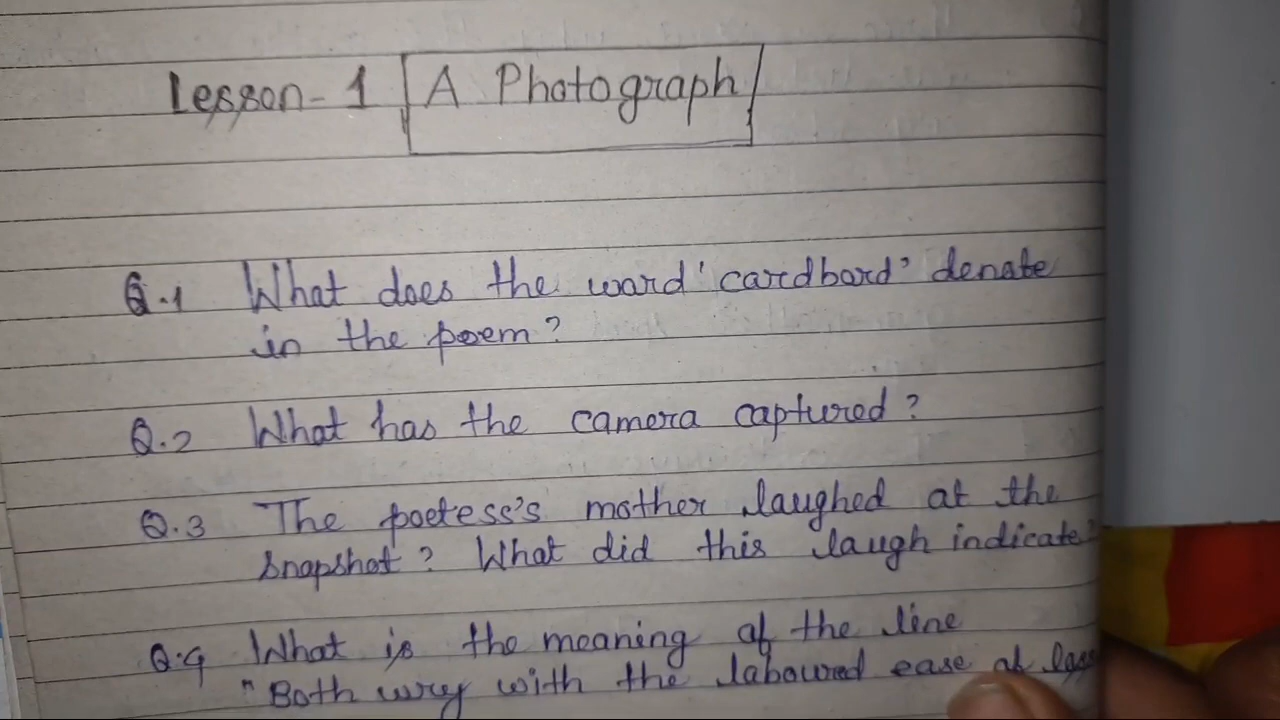 Lesson-1 A Photograph
Q.1 What does the word 'cardbord' denote
in the poem?
Q.2 What has the camera captured?
Q.3 The poetess's mother laughed at the
snapshot? What did this laugh indicate?
Q.4 What is the meaning of the line
"Both wry with the laboured ease of loss